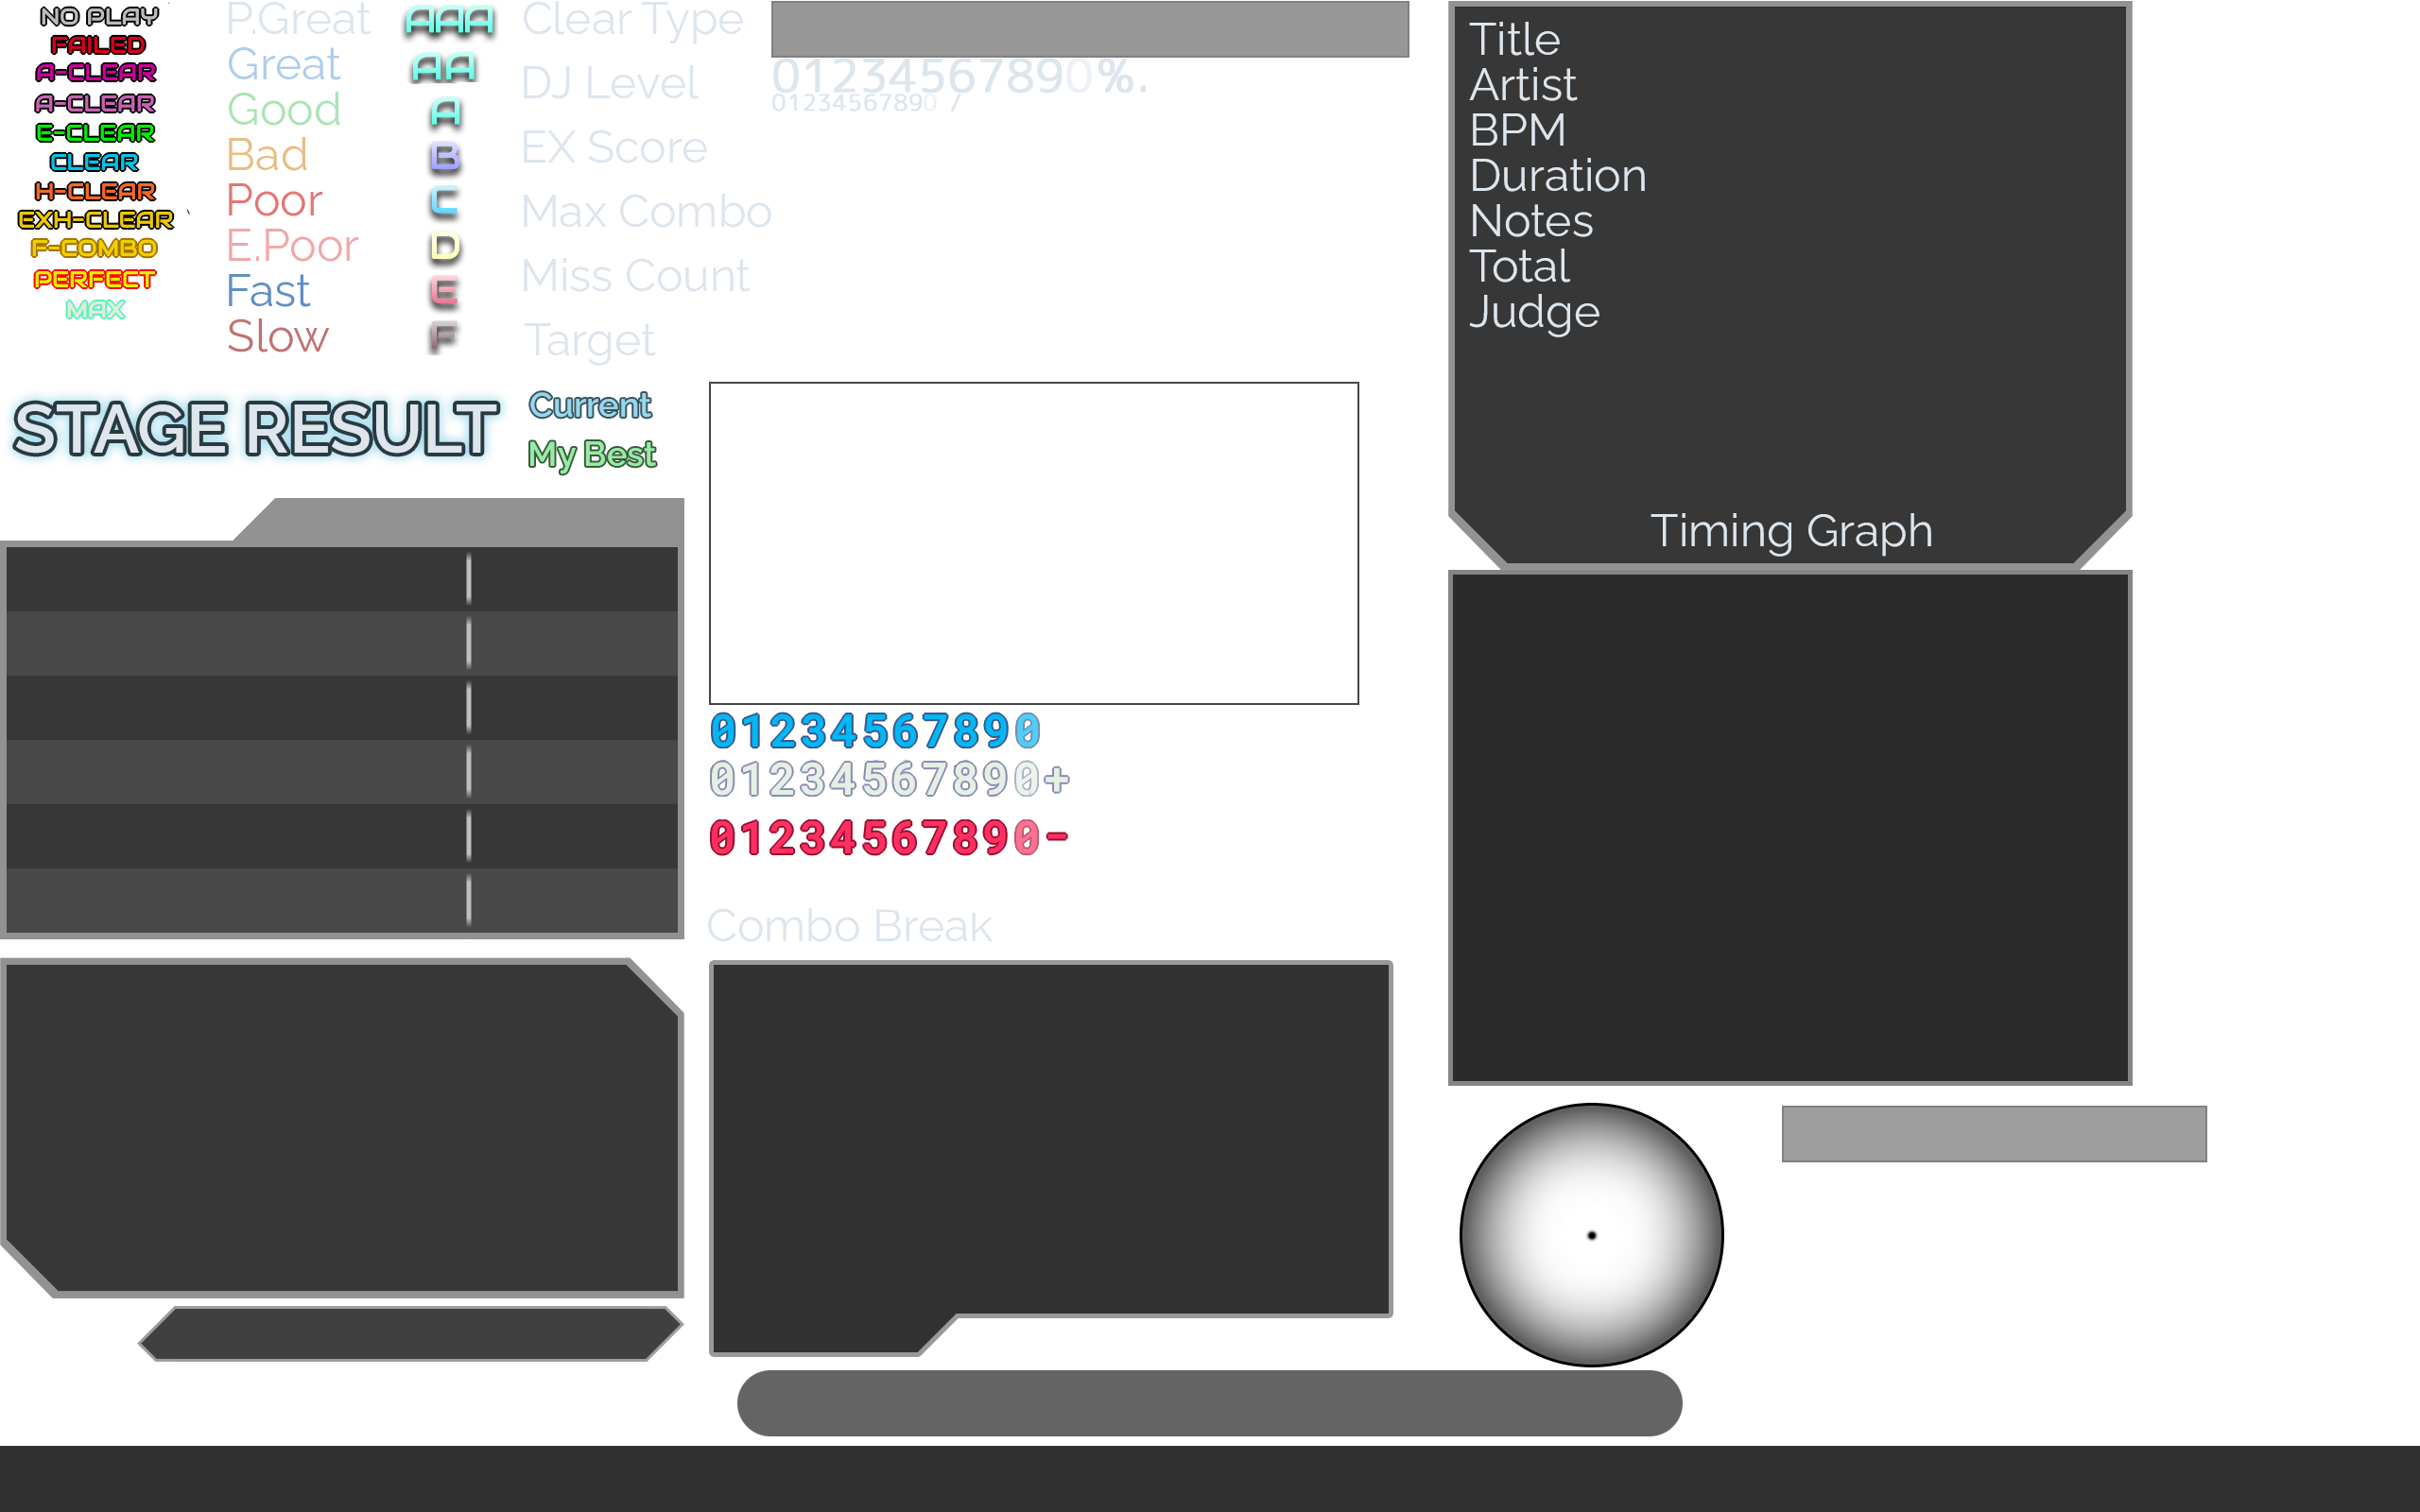 NO PLAY
FAILED
A-CLEAR
A-CLEAR
E-CLEAR
CLEAR
H-CLEAR
EXH-CLEAR
F-COMBO
PERFECT
MAX
P.Great
Great
Good
Bad
Poor
E.Poor
Fast
Slow
AAA
AA
A
B
C
D
E
F
Clear Type
DJ Level
EX Score
Max Combo
Miss Count
Target
01234567890%.
01234567890 /
STAGE RESULT
Current
My Best
01234567890
01234567890+
01234567890-
Combo Break
Title
Artist
BPM
Duration
Notes
Total
Judge
Timing Graph